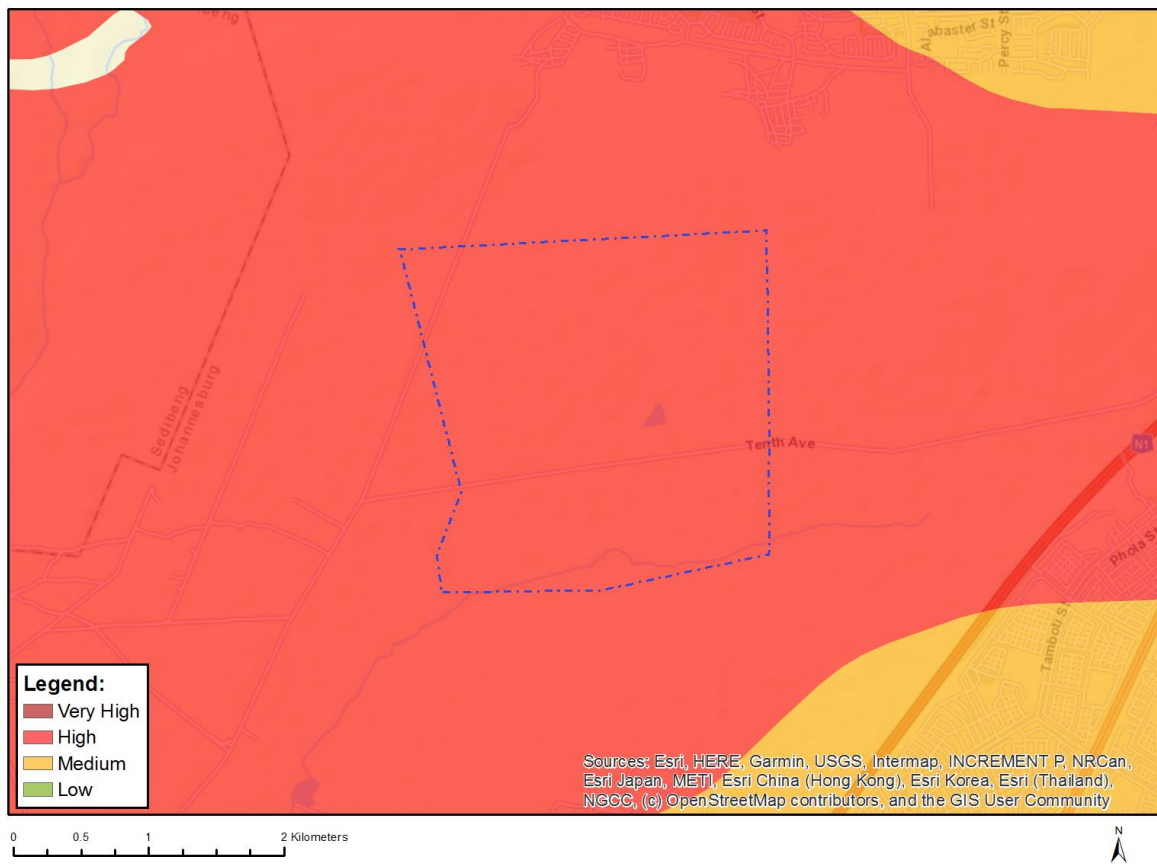 St
Alabaster St
Percy St
Sedibeng
Johannesburg
Tenth Ave
N1
Phola St
Tamboti St
Legend:
Very High
High
Medium
Low
Sources: Esri, HERE, Garmin, USGS, Intermap, INCREMENT P, NRCan,
Esri Japan, METI, Esri China (Hong Kong), Esri Korea, Esri (Thailand),
NGCC, (c) OpenStreetMap contributors, and the GIS User Community
0 0.5 1 2 Kilometers
N